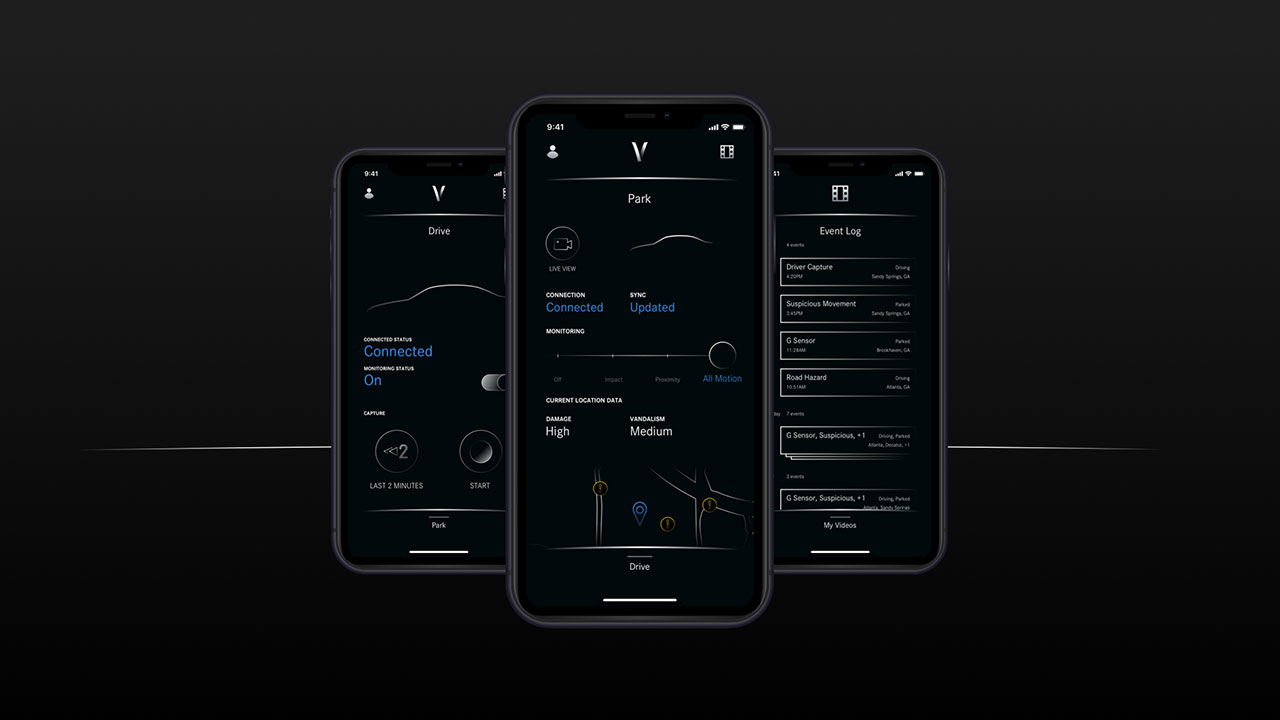 9:41
V
Drive
CONNECTED STATUS
Connected
MONITORING STATUS
On
CAPTURE
2
LAST 2 MINUTES
START
Park
9:41
V
Park
LIVE VIEW
CONNECTION
SYNC
Connected
Updated
MONITORING
Off
Impact
Proximity
All Motion
CURRENT LOCATION DATA
DAMAGE
VANDALISM
High
Medium
Drive
41
Event Log
4 events
Driver Capture
Driving
4:20PM
Sandy Springs, GA
Suspicious Movement
Parked
3:45PM
Sandy Springs, GA
G Sensor
Parked
11:28AM
Brookhaven, GA
Road Hazard
Driving
10:51AM
Atlanta, GA
day 7 events
G Sensor, Suspicious, +1
Driving, Parked
Atlanta, Decatur, +1
3 events
G Sensor, Suspicious, +1
Driving, Parked
Atlanta, Sandy Springs
My Videos